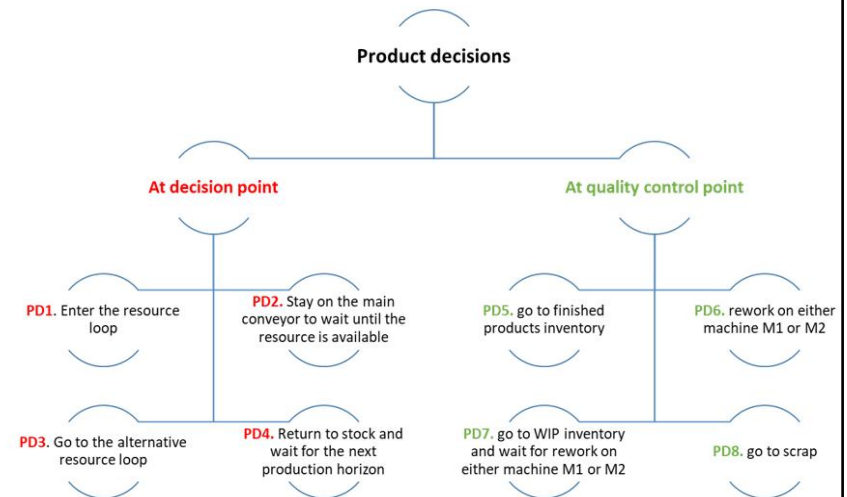 Product decisions
At decision point
At quality control point
PD1. Enter the resource
loop
PD2. Stay on the main
conveyor to wait until the
resource is available
PD5. go to finished
products inventory
PD6. rework on either
machine M1 or M2
PD3. Go to the alternative
resource loop
PD4. Return to stock and
wait for the next
production horizon
PD7. go to WIP inventory
and wait for rework on
either machine M1 or M2
PD8. go to scrap